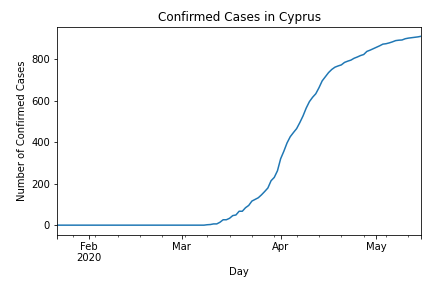 Confirmed Cases in Cyprus
Number of Confirmed Cases
800
600
400
200
0
Feb
2020
Mar
Apr
May
Day